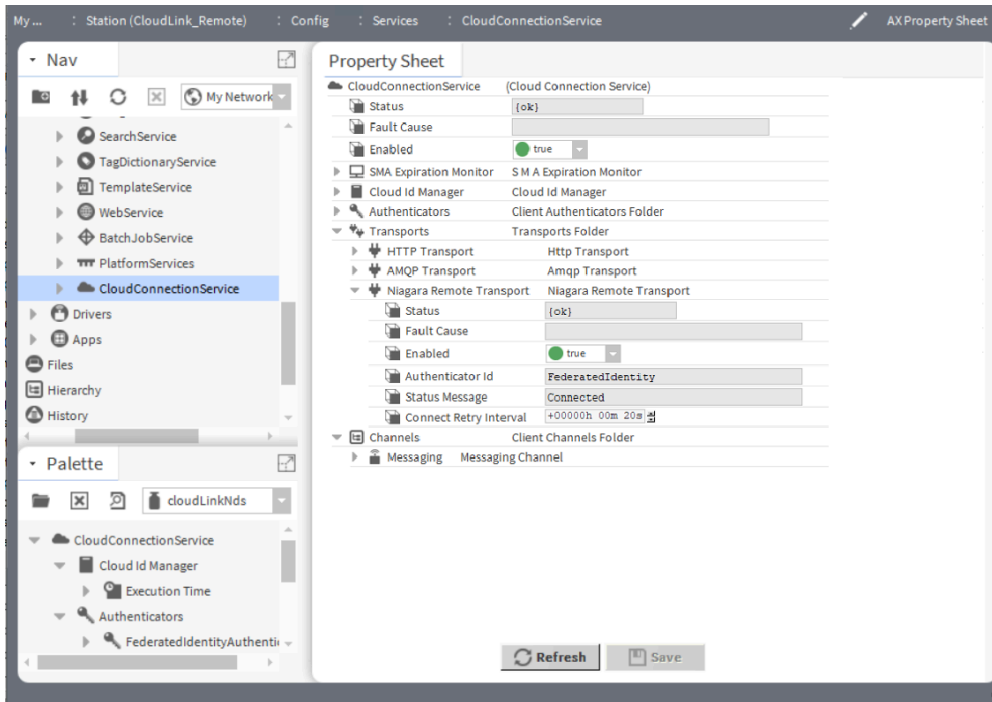 My ... : Station (CloudLink_Remote) : Config : Services : CloudConnectionService AX Property Sheet
Nav
My Network
SearchService
TagDictionaryService
TemplateService
WebService
BatchJobService
PlatformServices
CloudConnectionService
Drivers
Apps
Files
Hierarchy
History
Palette
cloudLinkNds
CloudConnectionService
Cloud Id Manager
Execution Time
Authenticators
FederatedIdentityAuthenti
Property Sheet
CloudConnectionService (Cloud Connection Service)
Status {ok}
Fault Cause
Enabled true
SMA Expiration Monitor S M A Expiration Monitor
Cloud Id Manager Cloud Id Manager
Authenticators Client Authenticators Folder
Transports Transports Folder
HTTP Transport Http Transport
AMQP Transport Amqp Transport
Niagara Remote Transport Niagara Remote Transport
Status {ok}
Fault Cause
Enabled true
Authenticator Id FederatedIdentity
Status Message Connected
Connect Retry Interval +00000h 00m 20s
Channels Client Channels Folder
Messaging Messaging Channel
Refresh Save